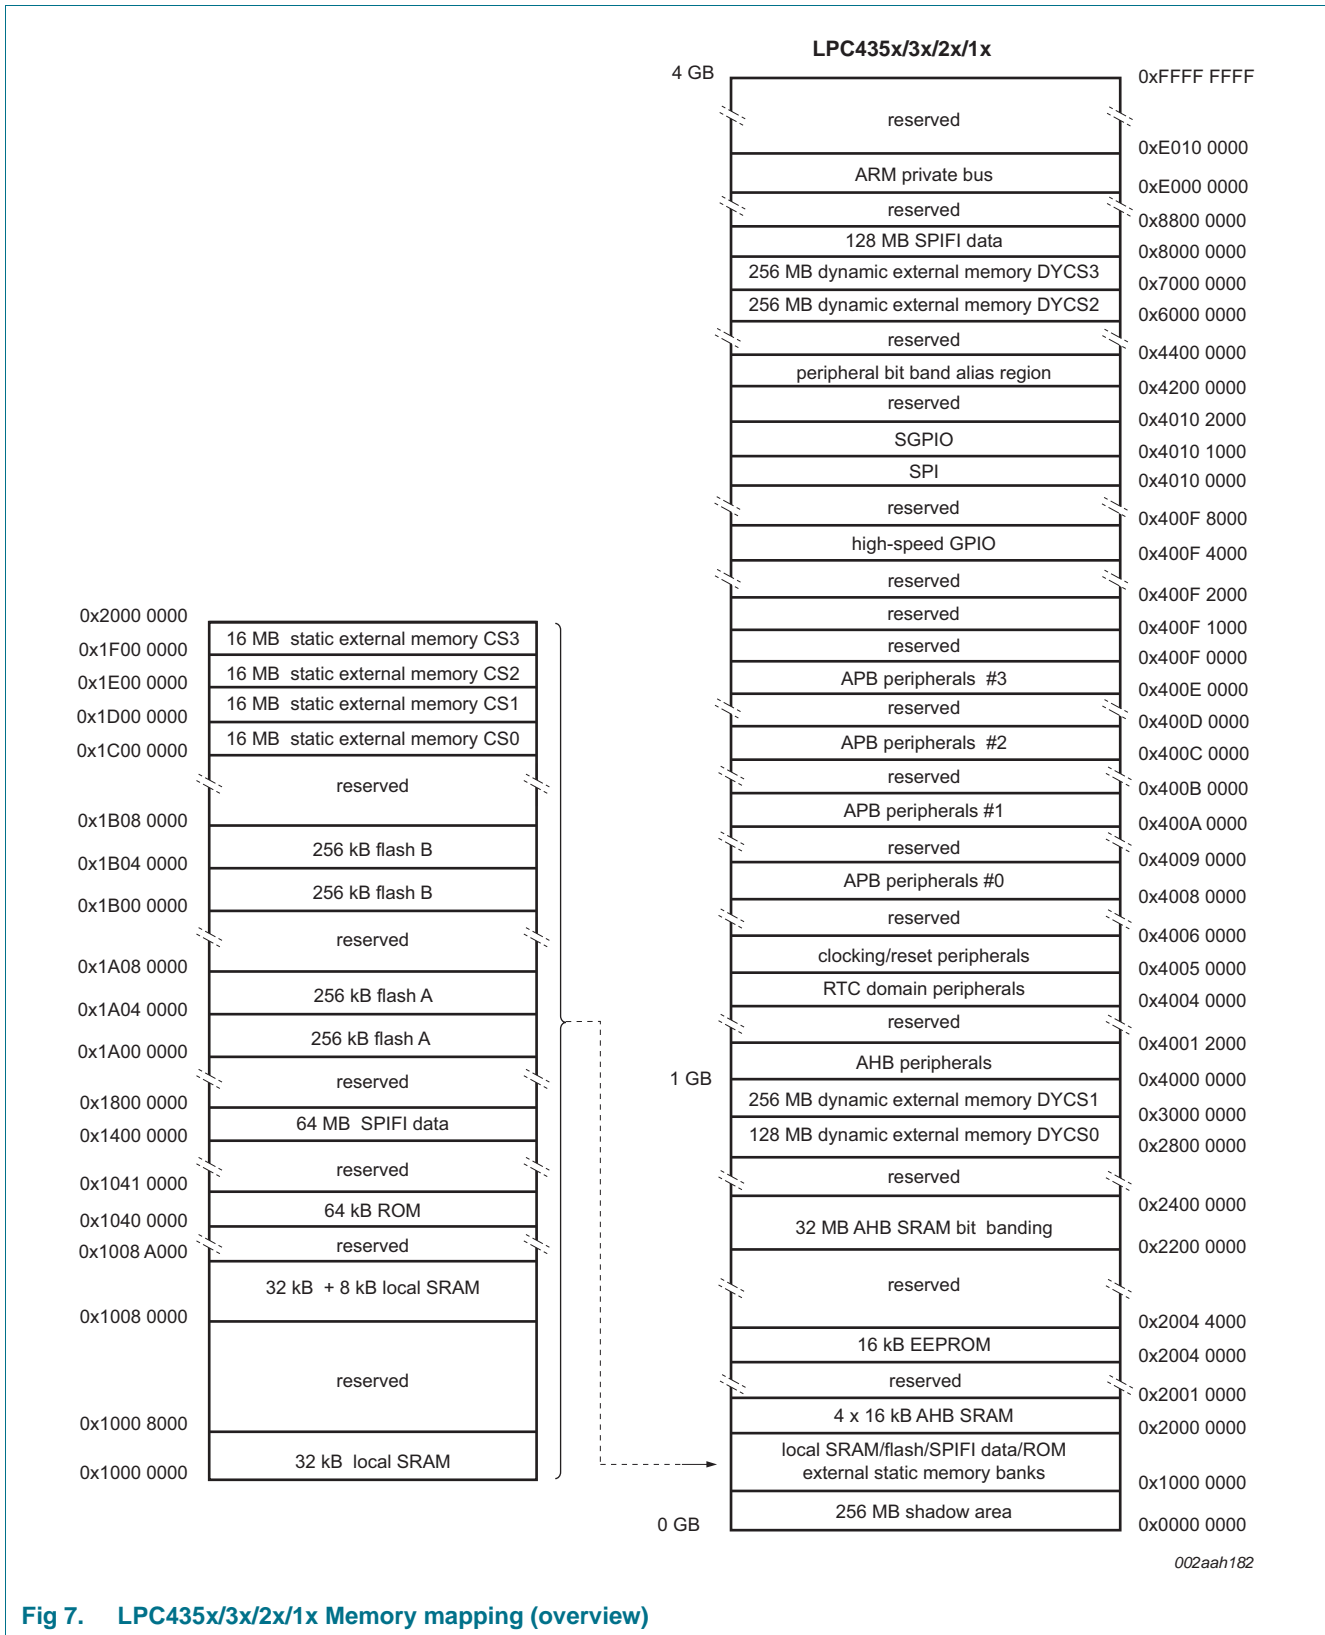 LPC435x/3x/2x/1x
4 GB
0xFFFF FFFF
reserved
0xE010 0000
ARM private bus
0xE000 0000
reserved
0x8800 0000
128 MB SPIFI data
0x8000 0000
256 MB dynamic external memory DYCS3
0x7000 0000
256 MB dynamic external memory DYCS2
0x6000 0000
reserved
0x4400 0000
peripheral bit band alias region
0x4200 0000
reserved
0x4010 2000
SGPIO
0x4010 1000
SPI
0x4010 0000
reserved
0x400F 8000
high-speed GPIO
0x400F 4000
reserved
0x400F 2000
reserved
0x400F 1000
reserved
0x400F 0000
APB peripherals #3
0x400E 0000
reserved
0x400D 0000
APB peripherals #2
0x400C 0000
reserved
0x400B 0000
APB peripherals #1
0x400A 0000
reserved
0x4009 0000
APB peripherals #0
0x4008 0000
reserved
0x4006 0000
clocking/reset peripherals
0x4005 0000
RTC domain peripherals
0x4004 0000
reserved
0x4001 2000
AHB peripherals
1 GB
0x4000 0000
256 MB dynamic external memory DYCS1
0x3000 0000
128 MB dynamic external memory DYCS0
0x2800 0000
reserved
0x2400 0000
32 MB AHB SRAM bit banding
0x2200 0000
reserved
0x2004 4000
16 kB EEPROM
0x2004 0000
reserved
0x2001 0000
4 x 16 kB AHB SRAM
0x2000 0000
local SRAM/flash/SPIFI data/ROM
external static memory banks
0x1000 0000
256 MB shadow area
0 GB
0x0000 0000
0x2000 0000
16 MB static external memory CS3
0x1F00 0000
16 MB static external memory CS2
0x1E00 0000
16 MB static external memory CS1
0x1D00 0000
16 MB static external memory CS0
0x1C00 0000
reserved
0x1B08 0000
256 kB flash B
0x1B04 0000
256 kB flash B
0x1B00 0000
reserved
0x1A08 0000
256 kB flash A
0x1A04 0000
256 kB flash A
0x1A00 0000
reserved
0x1800 0000
64 MB SPIFI data
0x1400 0000
reserved
0x1041 0000
64 kB ROM
0x1040 0000
reserved
0x1008 A000
32 kB + 8 kB local SRAM
0x1008 0000
reserved
0x1000 8000
32 kB local SRAM
0x1000 0000
002aah182
Fig 7. LPC435x/3x/2x/1x Memory mapping (overview)